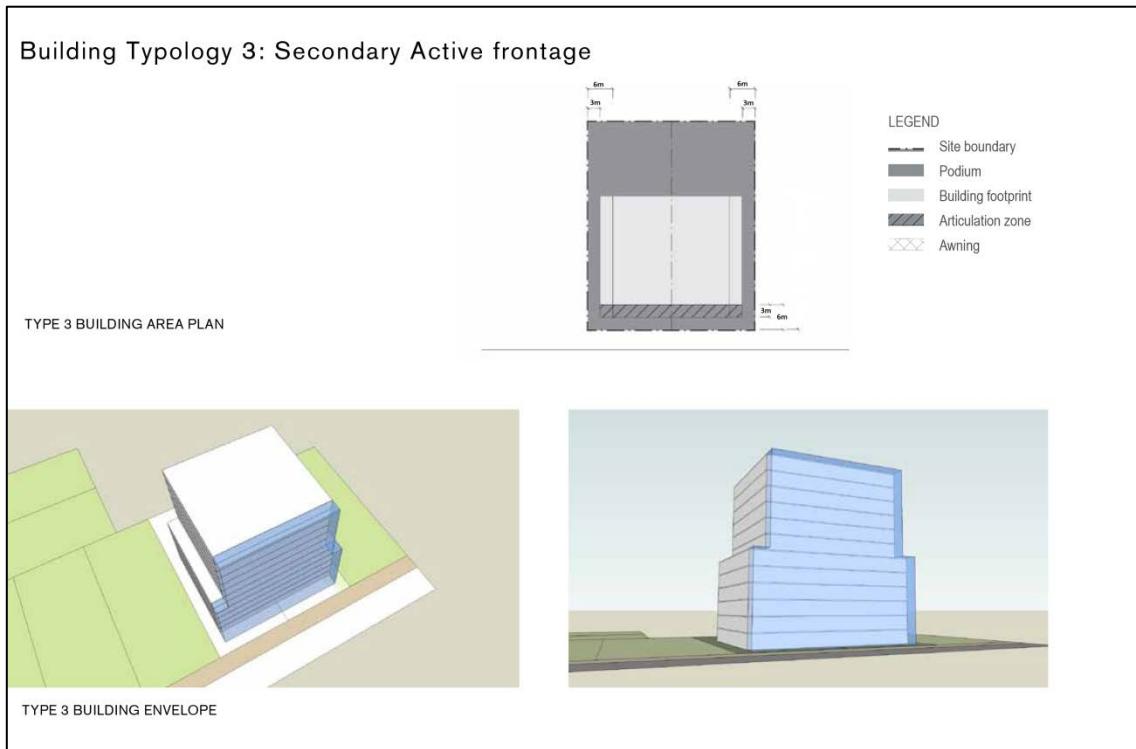 Building Typology 3: Secondary Active frontage
6m
6m
3m
3m
LEGEND
Site boundary
Podium
Building footprint
Articulation zone
Awning
3m
6m
TYPE 3 BUILDING AREA PLAN
TYPE 3 BUILDING ENVELOPE